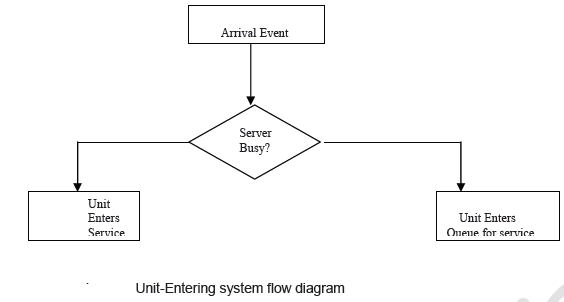 Arrival Event
Server
Busy?
Unit
Enters
Service
Unit Enters
Queue for service
Unit-Entering system flow diagram